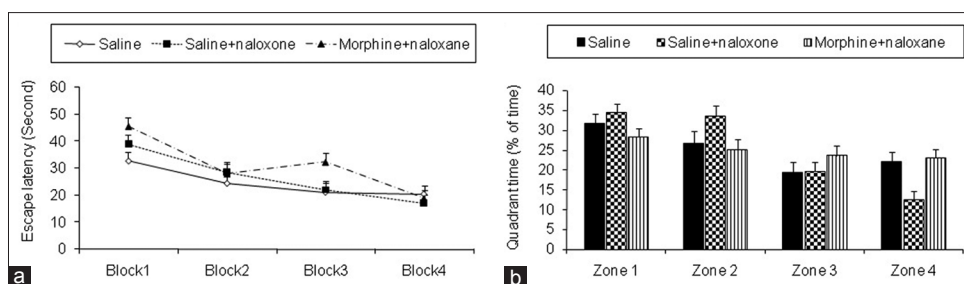 Saline Saline+naloxone Morphine+naloxane
Escape latency (Second)
60
50
40
30
20
10
0
Block1 Block2 Block3 Block4
a
Saline Saline+naloxone Morphine+naloxane
Quadrant time (% of time)
40
35
30
25
20
15
10
5
0
Zone 1 Zone 2 Zone 3 Zone 4
b